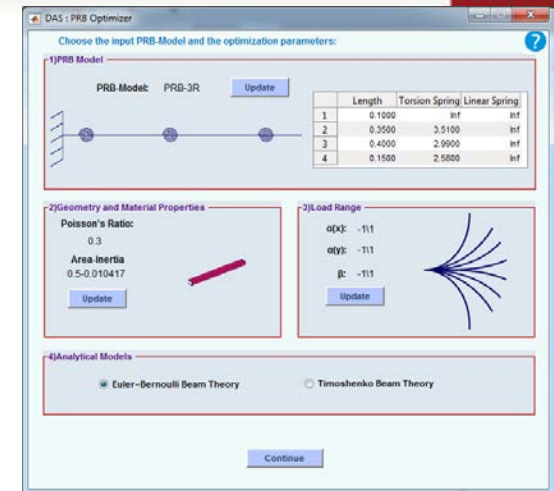 DAS : PRB Optimizer
Choose the input PRB-Model and the optimization parameters:
?
1)PRB Model
PRB-Model: PRB-3R Update
Length Torsion Spring Linear Spring
1 0.1000 Inf Inf
2 0.3500 3.5100 Inf
3 0.4000 2.9900 Inf
4 0.1500 2.5800 Inf
2)Geometry and Material Properties
Poisson's Ratio:
0.3
Area-Inertia
0.5-0.010417
Update
3)Load Range
α(x): -1\1
α(y): -1\1
β: -1\1
Update
4)Analytical Models
Euler-Bernoulli Beam Theory Timoshenko Beam Theory
Continue